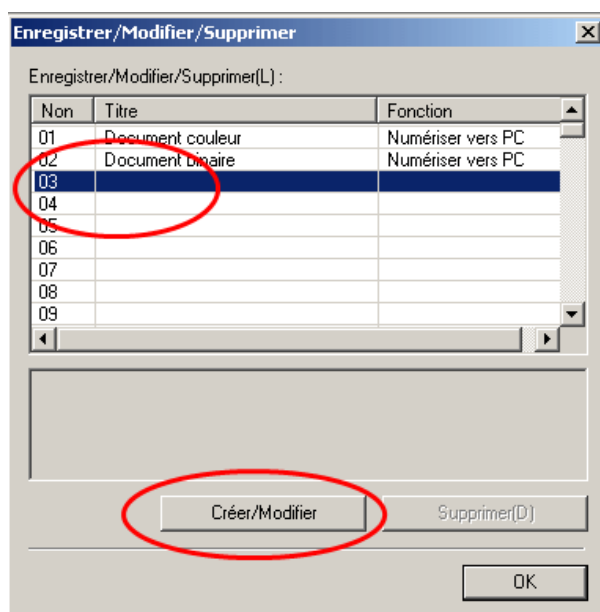 Enregistrer/Modifier/Supprimer
Enregistrer/Modifier/Supprimer(L) :
Non Titre Fonction
01 Document couleur Numériser vers PC
02 Document binaire Numériser vers PC
03
04
05
06
07
08
09
Créer/Modifier Supprimer(D)
OK